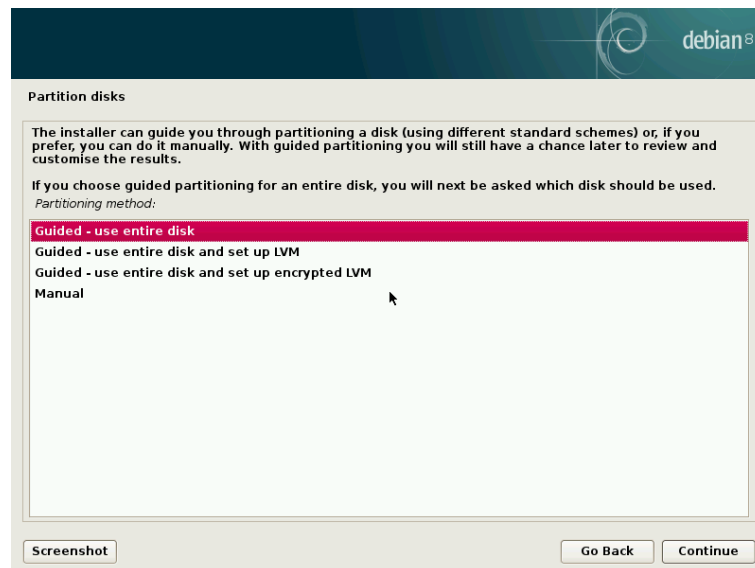 debian 8
Partition disks
The installer can guide you through partitioning a disk (using different standard schemes) or, if you
prefer, you can do it manually. With guided partitioning you will still have a chance later to review and
customise the results.
If you choose guided partitioning for an entire disk, you will next be asked which disk should be used.
Partitioning method:
Guided - use entire disk
Guided - use entire disk and set up LVM
Guided - use entire disk and set up encrypted LVM
Manual
Screenshot
Go Back
Continue